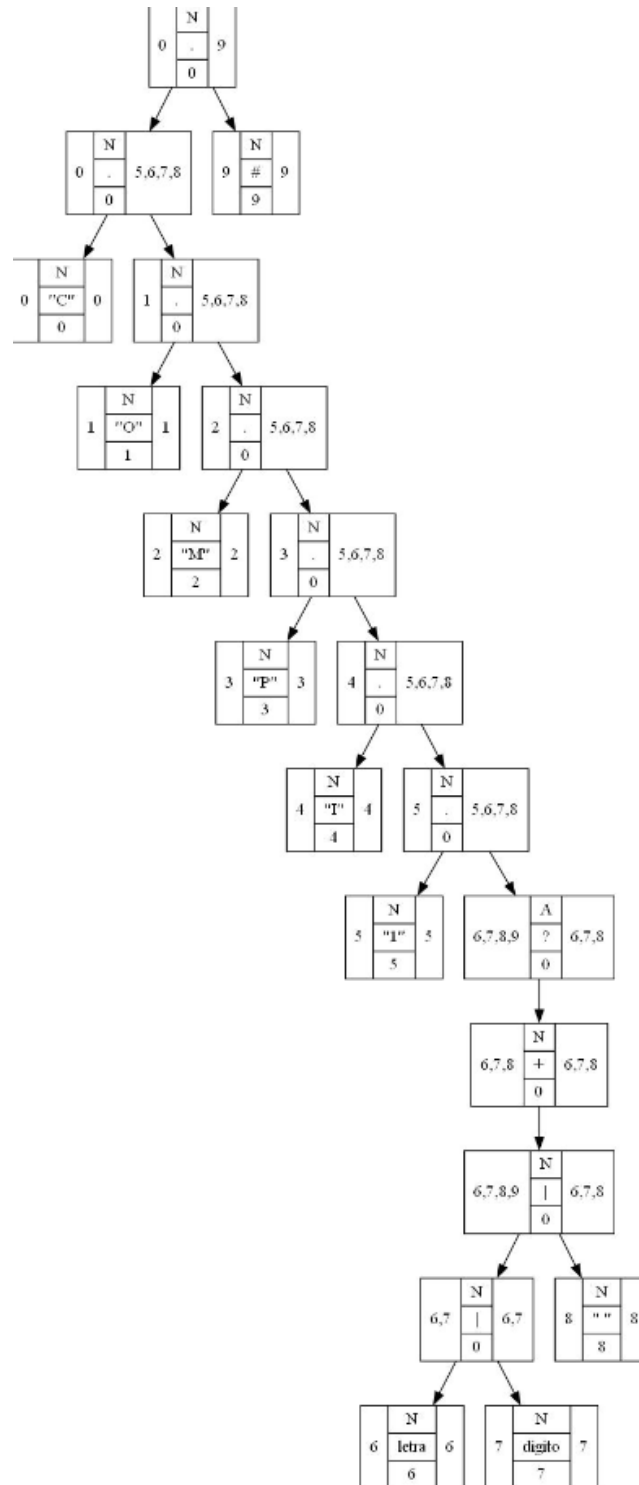 N
0 . 9
0
N
0 . 5,6,7,8
0
N
9 # 9
9
N
0 "C" 0
0
N
1 . 5,6,7,8
0
N
1 "O" 1
1
N
2 . 5,6,7,8
0
N
2 "M" 2
2
N
3 . 5,6,7,8
0
N
3 "P" 3
3
N
4 . 5,6,7,8
0
N
4 "I" 4
4
N
5 . 5,6,7,8
0
N
5 "1" 5
5
A
6,7,8,9 ? 6,7,8
0
N
6,7,8 + 6,7,8
0
N
6,7,8,9 | 6,7,8
0
N
6,7 | 6,7
0
N
8 " " 8
8
N
6 letra 6
6
N
7 digito 7
7